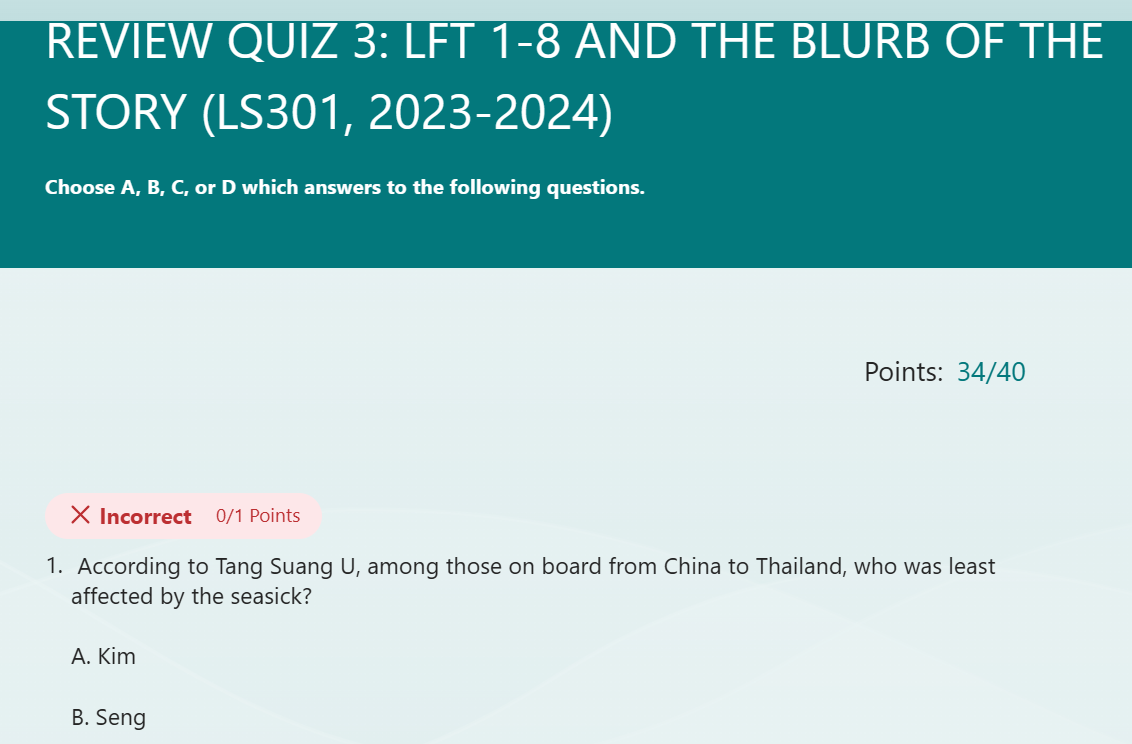 REVIEW QUIZ 3: LFT 1-8 AND THE BLURB OF THE
STORY (LS301, 2023-2024)
Choose A, B, C, or D which answers to the following questions.
Points: 34/40
Incorrect 0/1 Points
1. According to Tang Suang U, among those on board from China to Thailand, who was least
affected by the seasick?
A. Kim
B. Seng